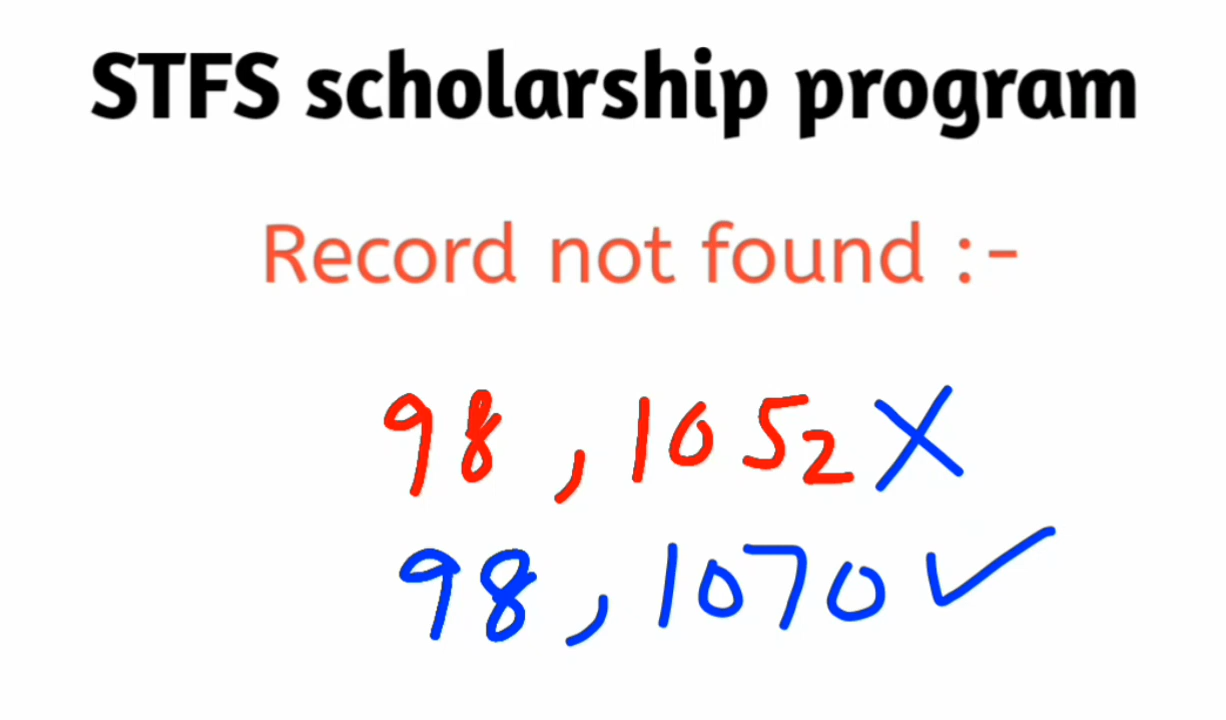 STFS scholarship program
Record not found :-
98, 1052 X
98, 1070 ✓